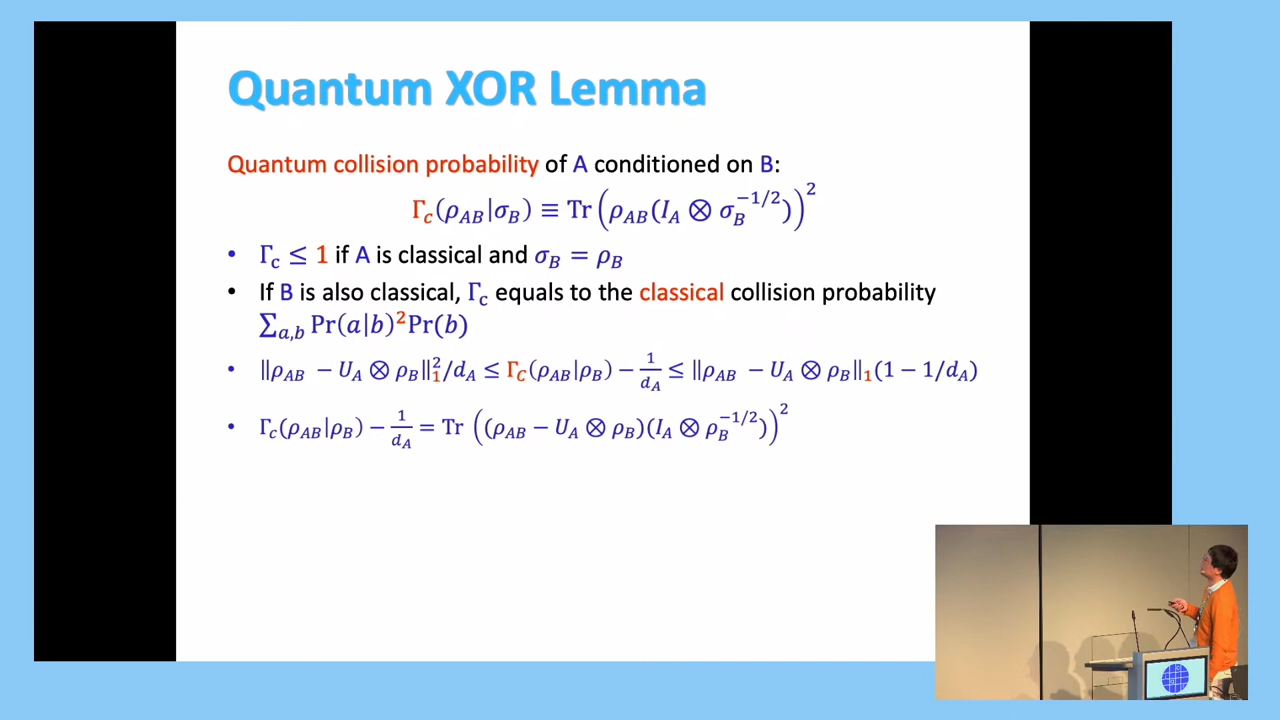 Quantum XOR Lemma
Quantum collision probability of A conditioned on B:
Γ_c(ρ_AB|σ_B) ≡ Tr(ρ_AB(I_A ⊗ σ_B^{-1/2}))^2
• Γ_c ≤ 1 if A is classical and σ_B = ρ_B
• If B is also classical, Γ_c equals to the classical collision probability
∑_{a,b} Pr(a|b)^2 Pr(b)
• ‖ρ_AB − U_A ⊗ ρ_B‖_1^2/d_A ≤ Γ_C(ρ_AB|ρ_B) − 1/d_A ≤ ‖ρ_AB − U_A ⊗ ρ_B‖_1(1 − 1/d_A)
• Γ_c(ρ_AB|ρ_B) − 1/d_A = Tr ((ρ_AB − U_A ⊗ ρ_B)(I_A ⊗ ρ_B^{-1/2}))^2